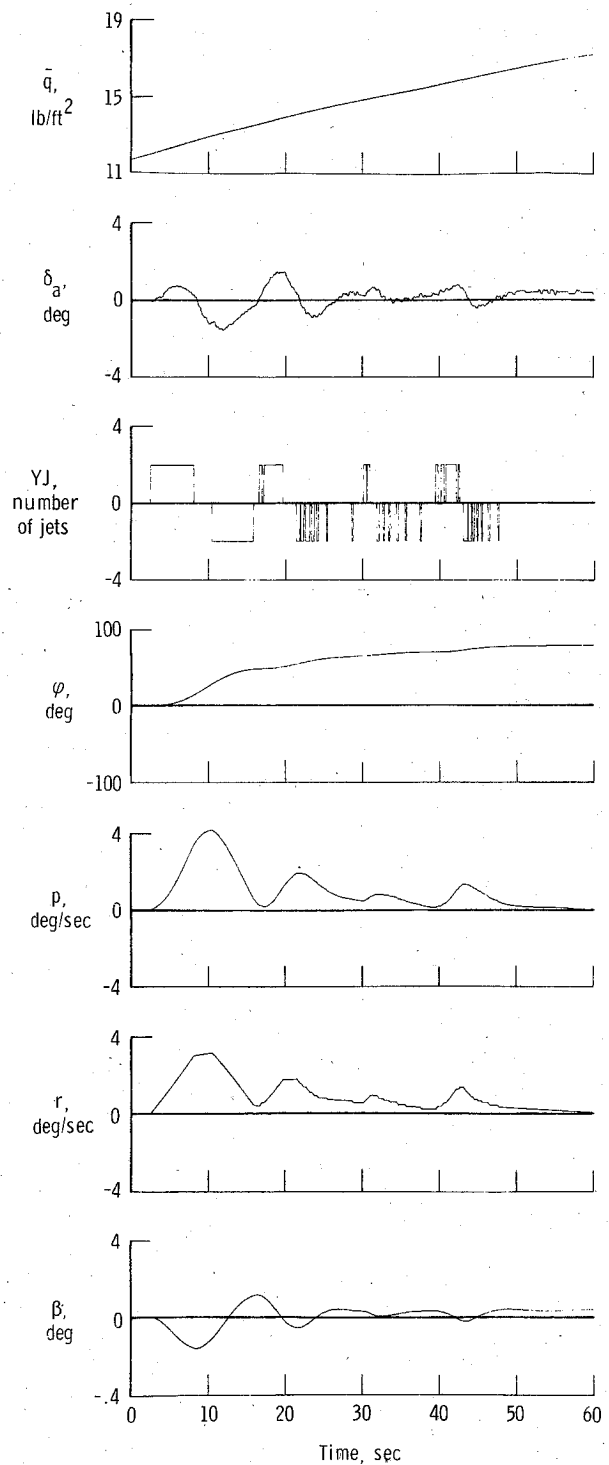 19
q̄,
15
lb/ft²
11
4
δa,
0
deg
-4
4
YJ,
number
0
of jets
-4
100
φ,
0
deg
-100
4
p,
0
deg/sec
-4
4
r,
0
deg/sec
-4
4
β,
0
deg
-.4
0 10 20 30 40 50 60
Time, sec